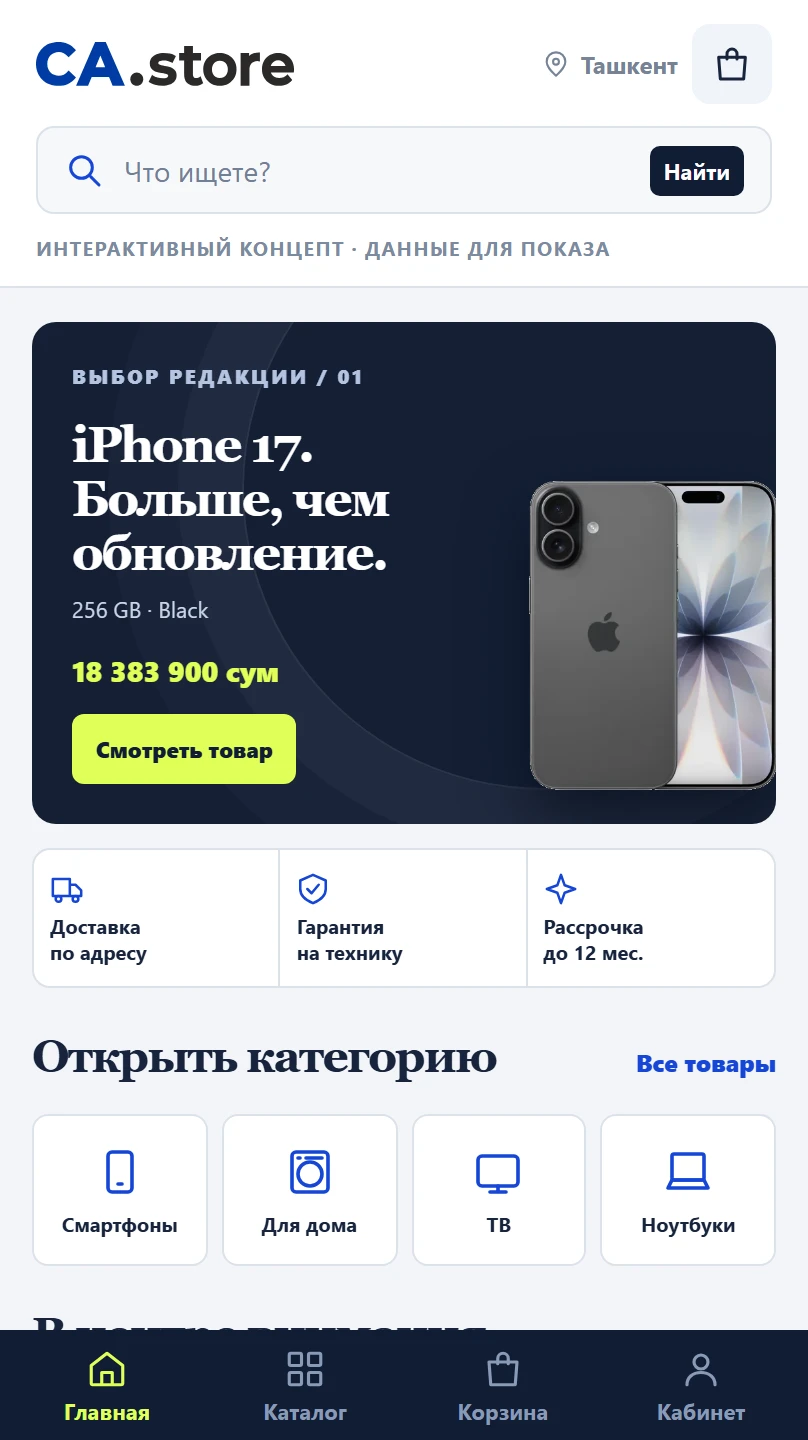 CA.store
Ташкент
Что ищете?
Найти
ИНТЕРАКТИВНЫЙ КОНЦЕПТ · ДАННЫЕ ДЛЯ ПОКАЗА
ВЫБОР РЕДАКЦИИ / 01
iPhone 17.
Больше, чем
обновление.
256 GB · Black
18 383 900 сум
Смотреть товар
Доставка
по адресу
Гарантия
на технику
Рассрочка
до 12 мес.
Открыть категорию
Все товары
Смартфоны
Для дома
ТВ
Ноутбуки
Главная
Каталог
Корзина
Кабинет